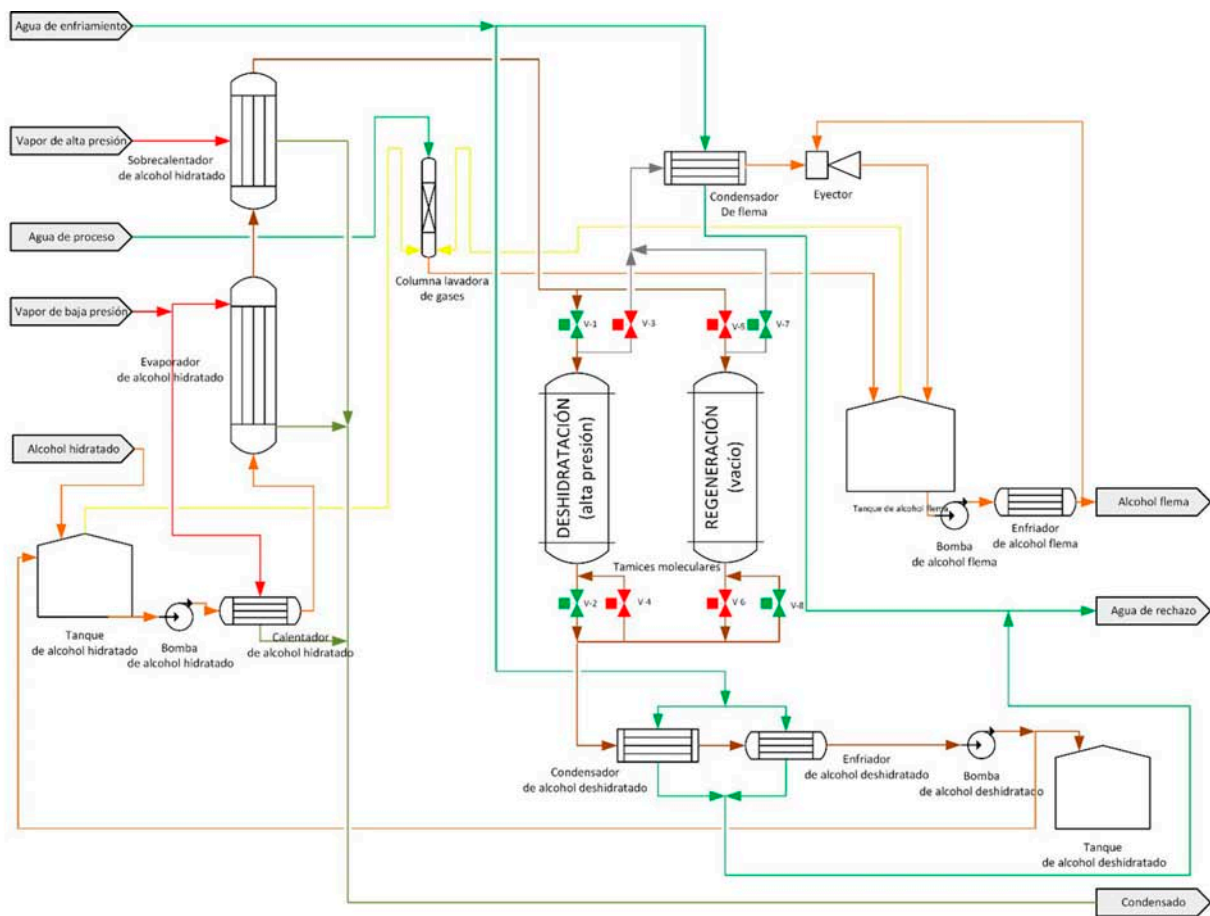 Agua de enfriamiento
Vapor de alta presión
Sobrecalentador
de alcohol hidratado
Condensador
De flema
Eyector
Agua de proceso
Columna lavadora
de gases
Vapor de baja presión
V-1
V-3
V-5
V-7
Evaporador
de alcohol hidratado
DESHIDRATACIÓN
(alta presión)
REGENERACIÓN
(vacío)
Alcohol hidratado
Tanque de alcohol flema
Alcohol flema
Enfriador
de alcohol flema
Bomba
de alcohol flema
Tamices moleculares
V-2
V-4
V-6
V-8
Agua de rechazo
Tanque
de alcohol hidratado
Bomba
de alcohol hidratado
Calentador
de alcohol hidratado
Condensador
de alcohol deshidratado
Enfriador
de alcohol deshidratado
Bomba
de alcohol deshidratado
Tanque
de alcohol deshidratado
Condensado